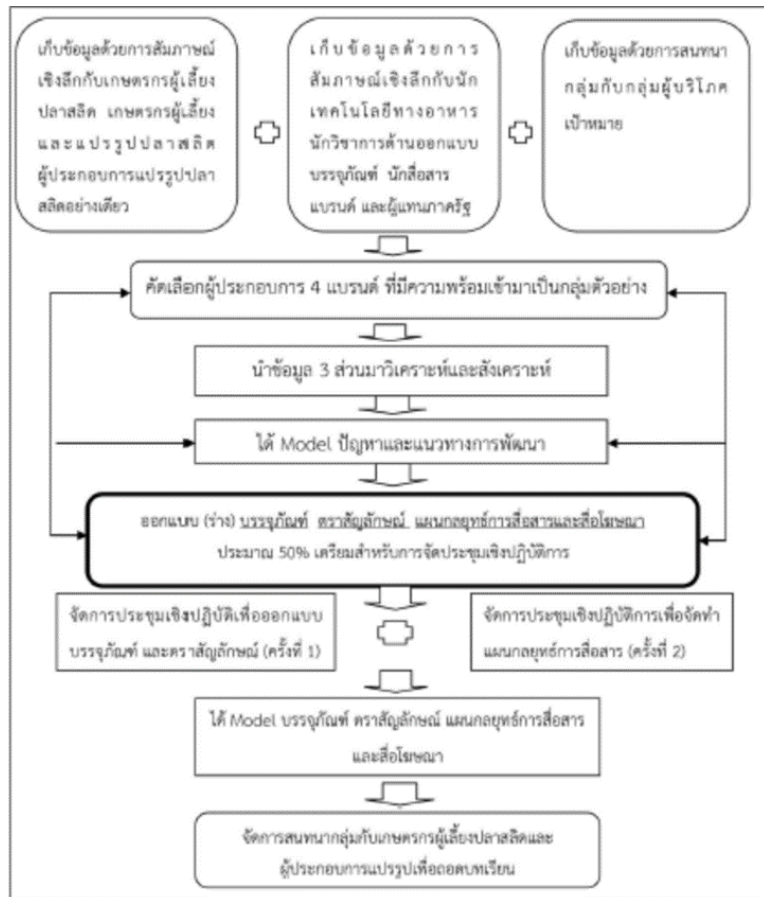 เก็บข้อมูลด้วยการสัมภาษณ์
เชิงลึกกับเกษตรกรผู้เลี้ยง
ปลาสลิด เกษตรกรผู้เลี้ยง
และแปรรูปปลาสลิด
ผู้ประกอบการแปรรูปปลา
สลิดอย่างเดียว
เก็บข้อมูลด้วยการ
สัมภาษณ์เชิงลึกกับนัก
เทคโนโลยีทางอาหาร
นักวิชาการด้านออกแบบ
บรรจุภัณฑ์ นักสื่อสาร
แบรนด์ และผู้แทนภาครัฐ
เก็บข้อมูลด้วยการสนทนา
กลุ่มกับกลุ่มผู้บริโภค
เป้าหมาย
คัดเลือกผู้ประกอบการ 4 แบรนด์ ที่มีความพร้อมเข้ามาเป็นกลุ่มตัวอย่าง
นำข้อมูล 3 ส่วนมาวิเคราะห์และสังเคราะห์
ได้ Model ปัญหาและแนวทางการพัฒนา
ออกแบบ (ร่าง) บรรจุภัณฑ์ ตราสัญลักษณ์ แผนกลยุทธ์การสื่อสารและสื่อโฆษณา
ประมาณ 50% เตรียมสำหรับการจัดประชุมเชิงปฏิบัติการ
จัดการประชุมเชิงปฏิบัติเพื่อออกแบบ
บรรจุภัณฑ์ และตราสัญลักษณ์ (ครั้งที่ 1)
จัดการประชุมเชิงปฏิบัติการเพื่อจัดทำ
แผนกลยุทธ์การสื่อสาร (ครั้งที่ 2)
ได้ Model บรรจุภัณฑ์ ตราสัญลักษณ์ แผนกลยุทธ์การสื่อสาร
และสื่อโฆษณา
จัดการสนทนากลุ่มกับเกษตรกรผู้เลี้ยงปลาสลิดและ
ผู้ประกอบการแปรรูปเพื่อถอดบทเรียน